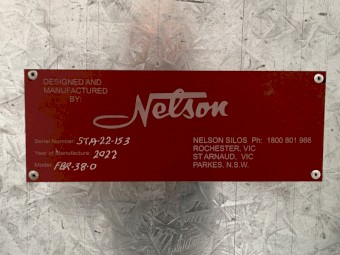 DESIGNED AND
MANUFACTURED
BY:
Nelson
Serial Number: STA-22-153
Year of Manufacture: 2022
Model: FBR-38-0
NELSON SILOS Ph: 1800 801 986
ROCHESTER, VIC
ST ARNAUD, VIC
PARKES. N.S.W.